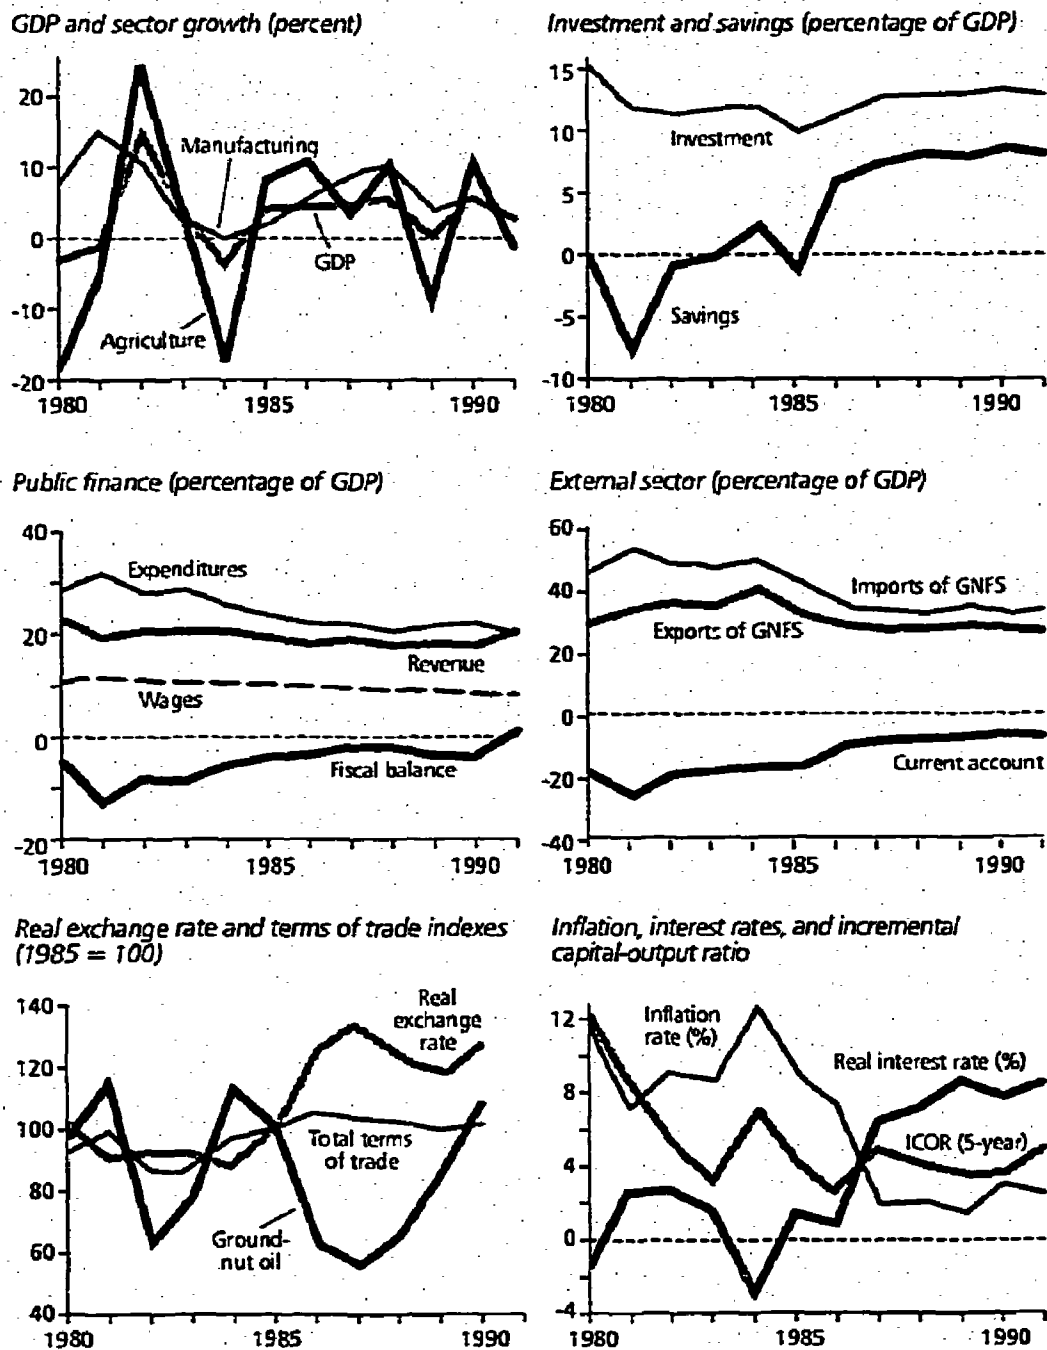 GDP and sector growth (percent)
20
10
0
-10
-20
Manufacturing
GDP
Agriculture
1980
1985
1990
Investment and savings (percentage of GDP)
15
10
5
0
-5
-10
Investment
Savings
1980
1985
1990
Public finance (percentage of GDP)
40
20
0
-20
Expenditures
Revenue
Wages
Fiscal balance
1980
1985
1990
External sector (percentage of GDP)
60
40
20
0
-20
-40
Imports of GNFS
Exports of GNFS
Current account
1980
1985
1990
Real exchange rate and terms of trade indexes
(1985 = 100)
140
120
100
80
60
40
Real
exchange
rate
Total terms
of trade
Ground-
nut oil
1980
1985
1990
Inflation, interest rates, and incremental
capital-output ratio
12
8
4
0
-4
Inflation
rate (%)
Real interest rate (%)
ICOR (5-year)
1980
1985
1990